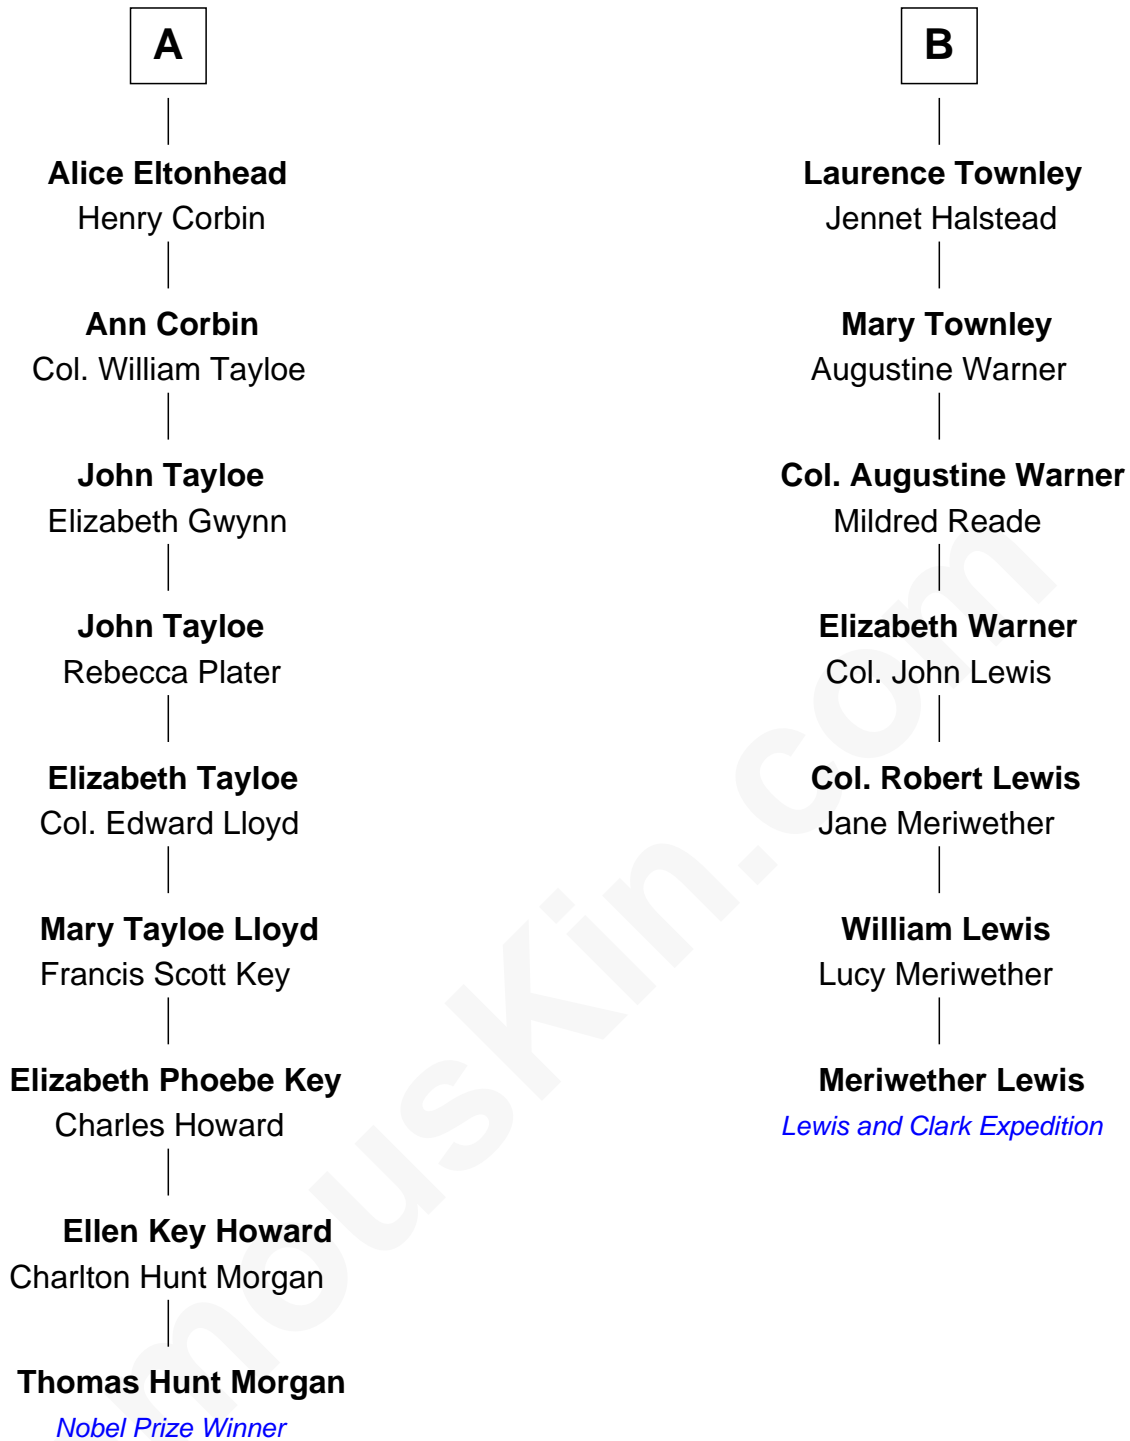 A
Alice Eltonhead
Henry Corbin
Ann Corbin
Col. William Tayloe
John Tayloe
Elizabeth Gwynn
John Tayloe
Rebecca Plater
Elizabeth Tayloe
Col. Edward Lloyd
Mary Tayloe Lloyd
Francis Scott Key
Elizabeth Phoebe Key
Charles Howard
Ellen Key Howard
Charlton Hunt Morgan
Thomas Hunt Morgan
Nobel Prize Winner
B
Laurence Townley
Jennet Halstead
Mary Townley
Augustine Warner
Col. Augustine Warner
Mildred Reade
Elizabeth Warner
Col. John Lewis
Col. Robert Lewis
Jane Meriwether
William Lewis
Lucy Meriwether
Meriwether Lewis
Lewis and Clark Expedition
mousKin.com